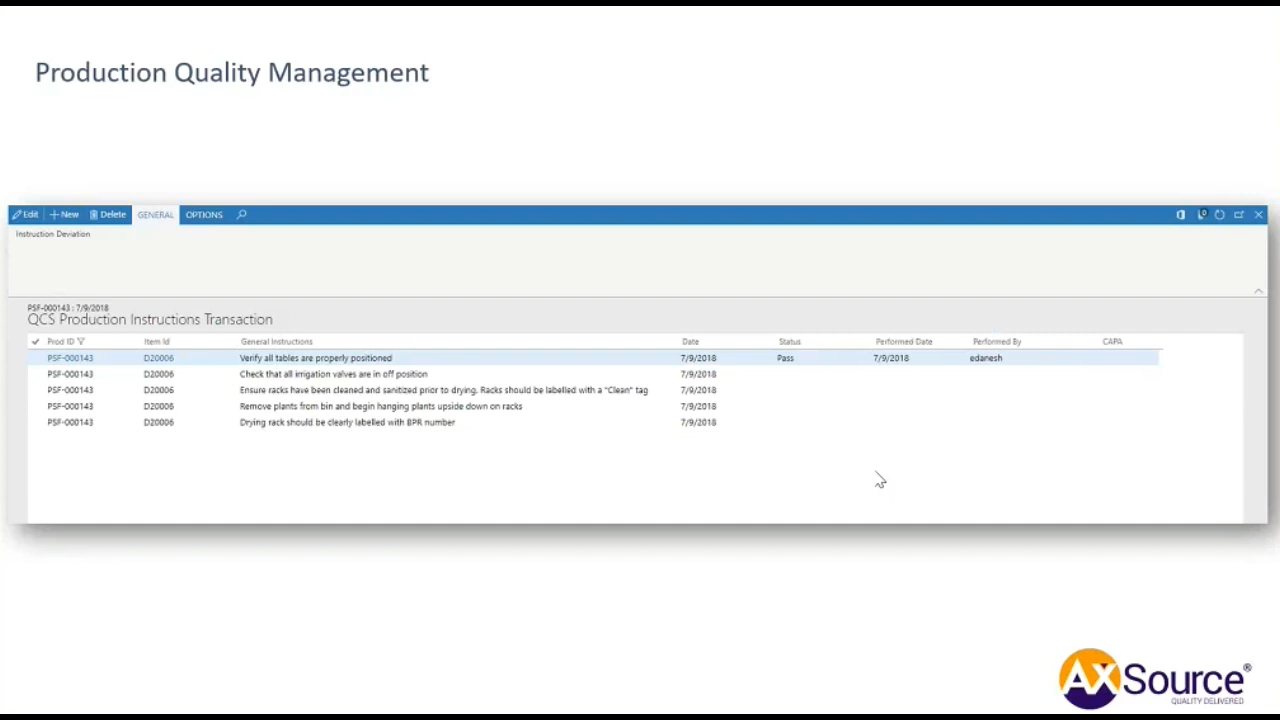 Production Quality Management
Edit New Delete GENERAL OPTIONS
Instruction Deviation
PSF-000143 : 7/9/2018
QCS Production Instructions Transaction
Prod ID Item Id General Instructions Date Status Performed Date Performed By CAPA
PSF-000143 D20006 Verify all tables are properly positioned 7/9/2018 Pass 7/9/2018 edanesh
PSF-000143 D20006 Check that all irrigation valves are in off position 7/9/2018
PSF-000143 D20006 Ensure racks have been cleaned and sanitized prior to drying. Racks should be labelled with a "Clean" tag 7/9/2018
PSF-000143 D20006 Remove plants from bin and begin hanging plants upside down on racks 7/9/2018
PSF-000143 D20006 Drying rack should be clearly labelled with BPR number 7/9/2018
AXSource®
QUALITY DELIVERED